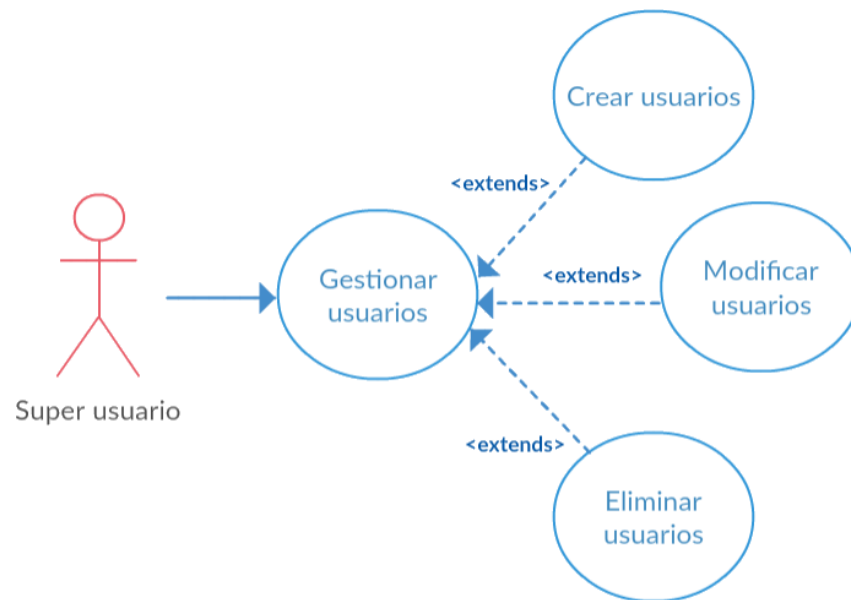 Crear usuarios
<extends>
Gestionar
usuarios
<extends>
Modificar
usuarios
Super usuario
<extends>
Eliminar
usuarios